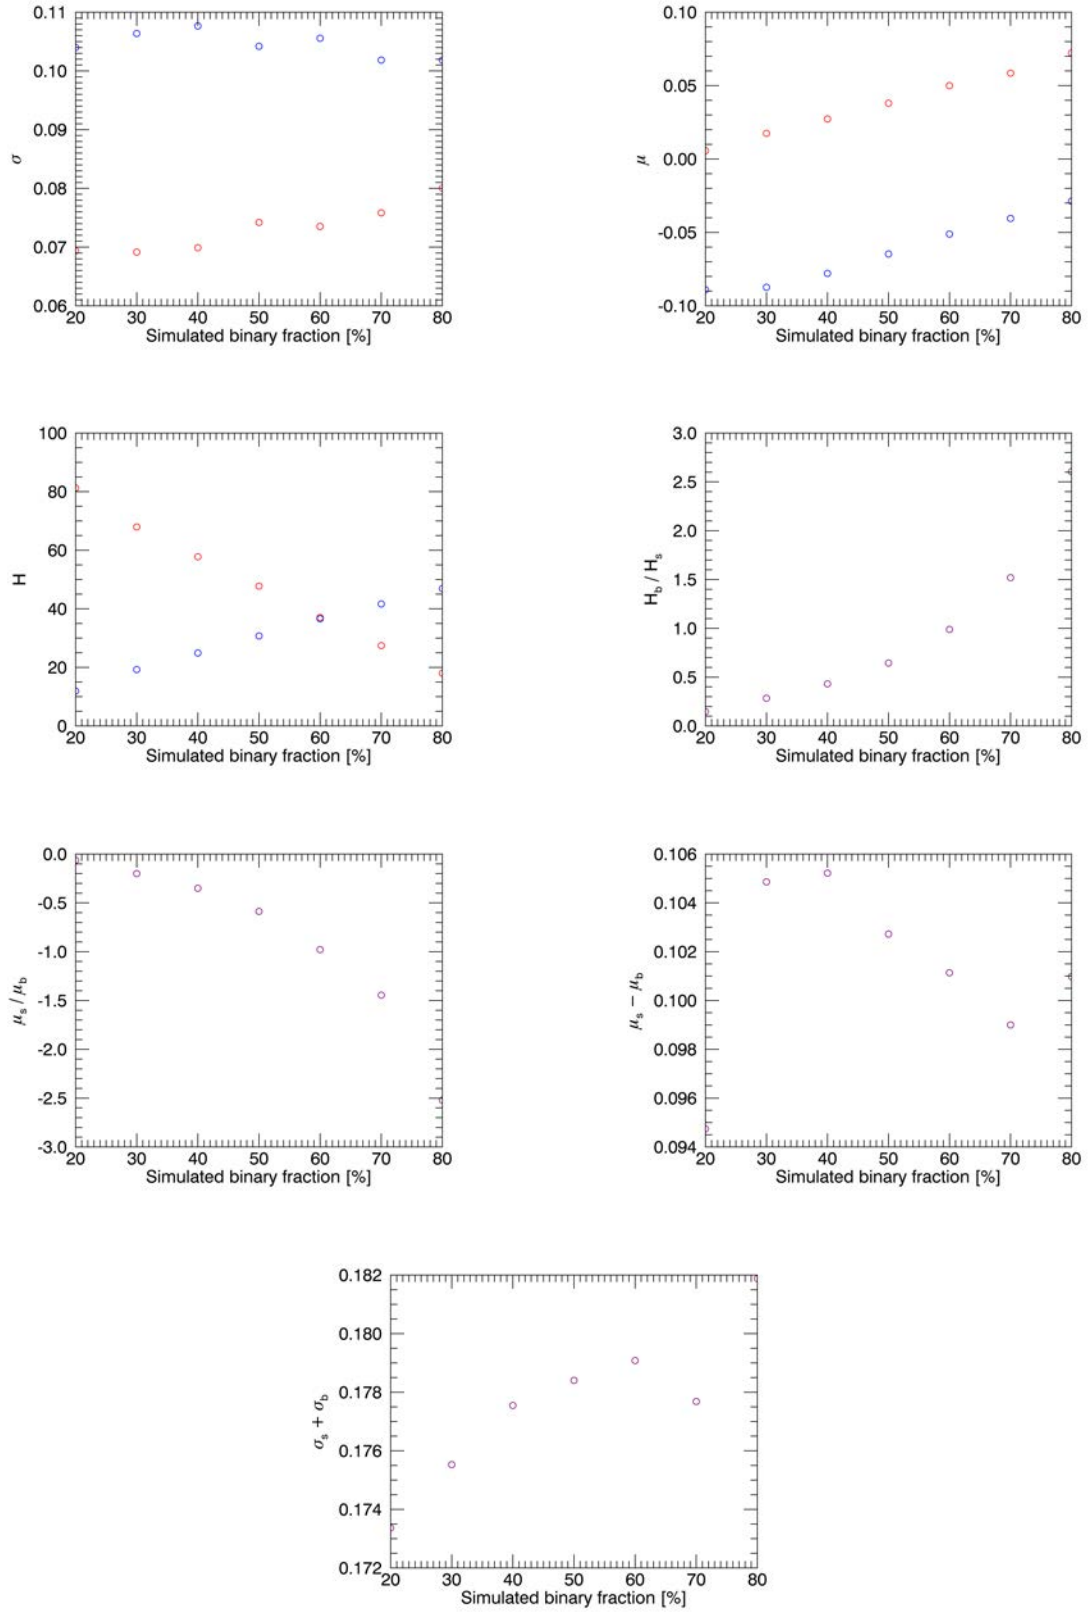 0.11
0.10
0.09
0.08
0.07
0.06
σ
20 30 40 50 60 70 80
Simulated binary fraction [%]
0.10
0.05
0.00
-0.05
-0.10
μ
20 30 40 50 60 70 80
Simulated binary fraction [%]
100
80
60
40
20
0
H
20 30 40 50 60 70 80
Simulated binary fraction [%]
3.0
2.5
2.0
1.5
1.0
0.5
0.0
H_b / H_s
20 30 40 50 60 70 80
Simulated binary fraction [%]
0.0
-0.5
-1.0
-1.5
-2.0
-2.5
-3.0
μ_s / μ_b
20 30 40 50 60 70 80
Simulated binary fraction [%]
0.106
0.104
0.102
0.100
0.098
0.096
0.094
μ_s − μ_b
20 30 40 50 60 70 80
Simulated binary fraction [%]
0.182
0.180
0.178
0.176
0.174
0.172
σ_s + σ_b
20 30 40 50 60 70 80
Simulated binary fraction [%]